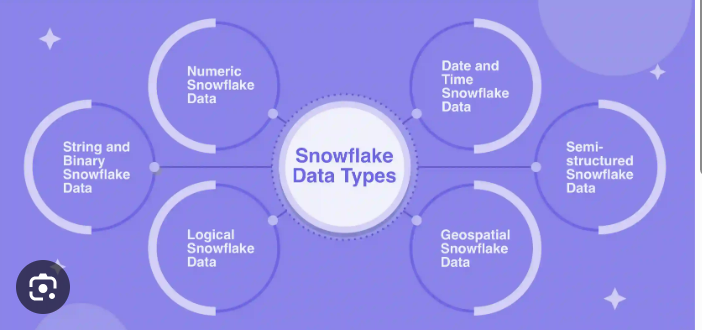 Numeric
Snowflake
Data
Date and
Time
Snowflake
Data
String and
Binary
Snowflake
Data
Snowflake
Data Types
Semi-
structured
Snowflake
Data
Logical
Snowflake
Data
Geospatial
Snowflake
Data